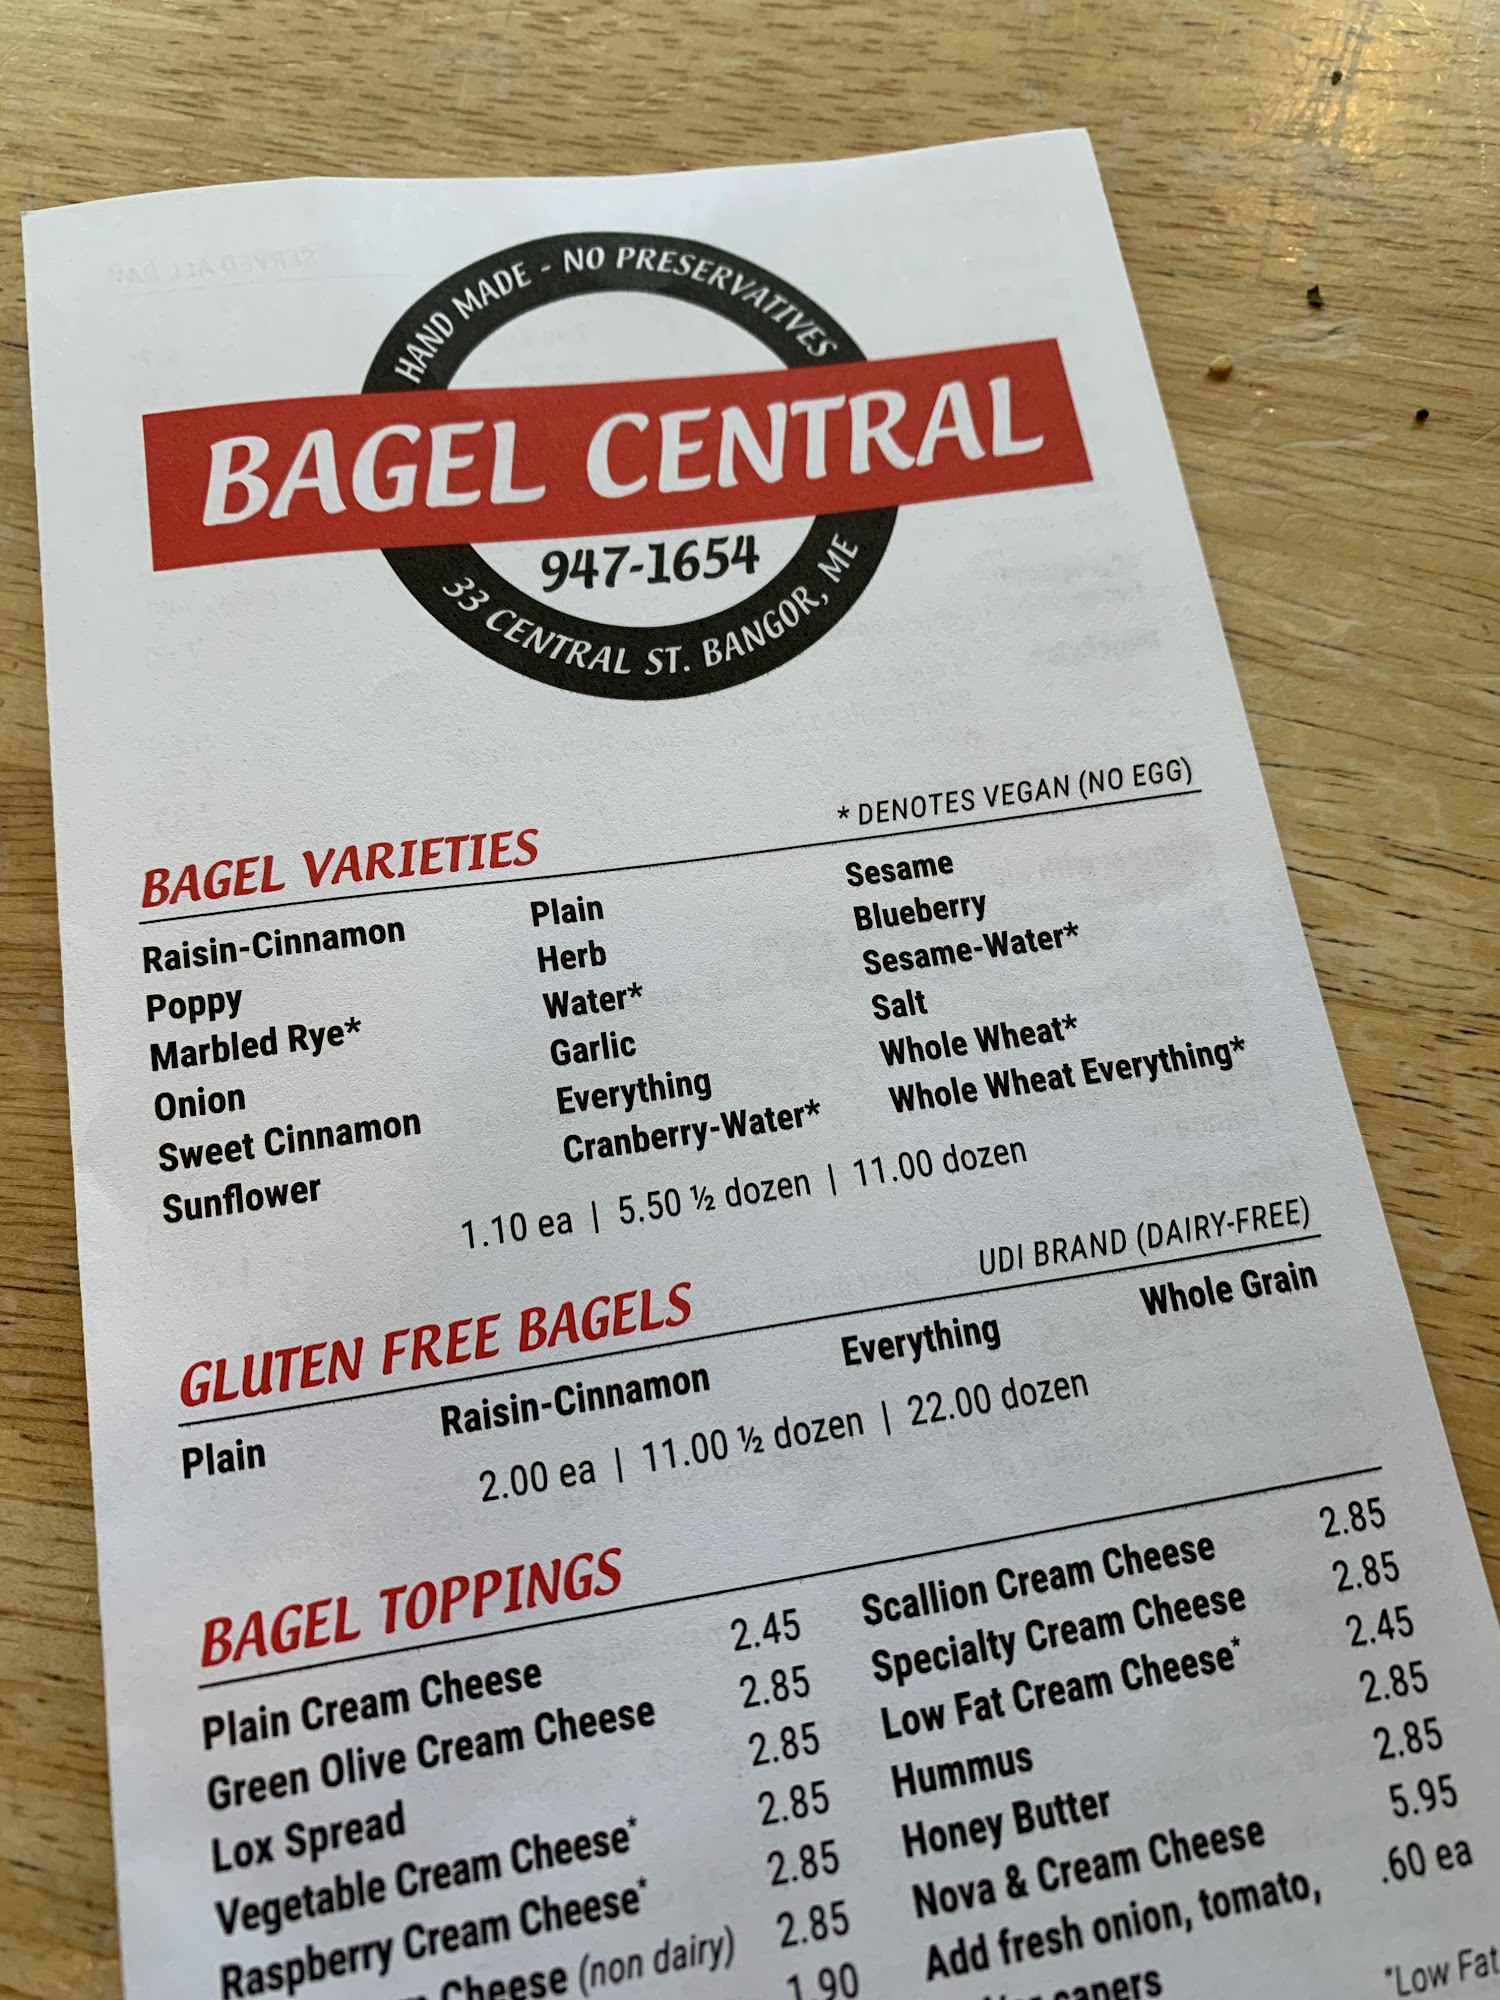 HAND MADE - NO PRESERVATIVES
BAGEL CENTRAL
947-1654
33 CENTRAL ST. BANGOR, ME
BAGEL VARIETIES
* DENOTES VEGAN (NO EGG)
Raisin-Cinnamon
Poppy
Marbled Rye*
Onion
Sweet Cinnamon
Sunflower
Plain
Herb
Water*
Garlic
Everything
Cranberry-Water*
Sesame
Blueberry
Sesame-Water*
Salt
Whole Wheat*
Whole Wheat Everything*
1.10 ea | 5.50 ½ dozen | 11.00 dozen
GLUTEN FREE BAGELS
UDI BRAND (DAIRY-FREE)
Plain Raisin-Cinnamon Everything Whole Grain
2.00 ea | 11.00 ½ dozen | 22.00 dozen
BAGEL TOPPINGS
Plain Cream Cheese 2.45
Green Olive Cream Cheese 2.85
Lox Spread 2.85
Vegetable Cream Cheese* 2.85
Raspberry Cream Cheese* 2.85
Cheese (non dairy) 2.85
1.90
Scallion Cream Cheese 2.85
Specialty Cream Cheese 2.85
Low Fat Cream Cheese* 2.45
Hummus 2.85
Honey Butter 2.85
Nova & Cream Cheese 5.95
Add fresh onion, tomato, .60 ea
capers
*Low Fat